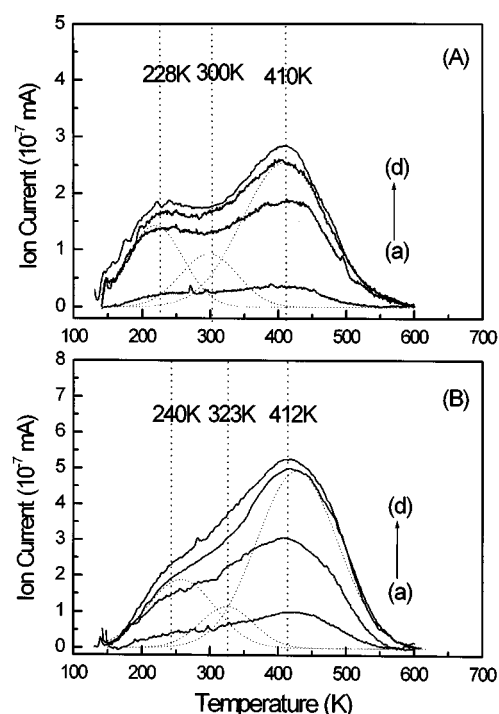 5
4
3
2
1
0
Ion Current (10⁻⁷ mA)
(A)
228K 300K 410K
(d)
(a)
100 200 300 400 500 600 700
8
7
6
5
4
3
2
1
0
Ion Current (10⁻⁷ mA)
(B)
240K 323K 412K
(d)
(a)
100 200 300 400 500 600 700
Temperature (K)